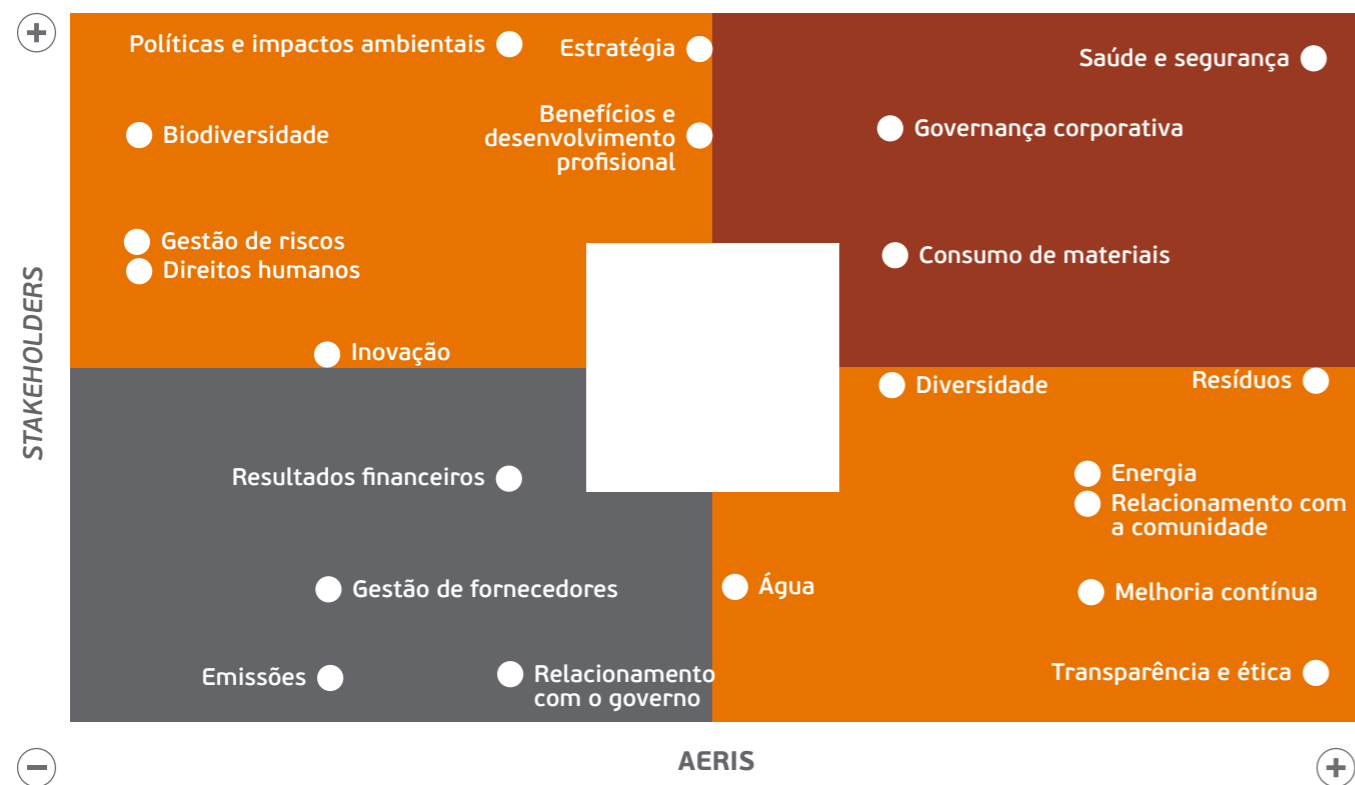 +
Políticas e impactos ambientais
Estratégia
Saúde e segurança
Biodiversidade
Benefícios e
desenvolvimento
profissional
Governança corporativa
Gestão de riscos
Direitos humanos
Consumo de materiais
Inovação
Diversidade
Resíduos
STAKEHOLDERS
Resultados financeiros
Energia
Relacionamento com
a comunidade
Gestão de fornecedores
Água
Melhoria contínua
Emissões
Relacionamento
com o governo
Transparência e ética
−
AERIS
+